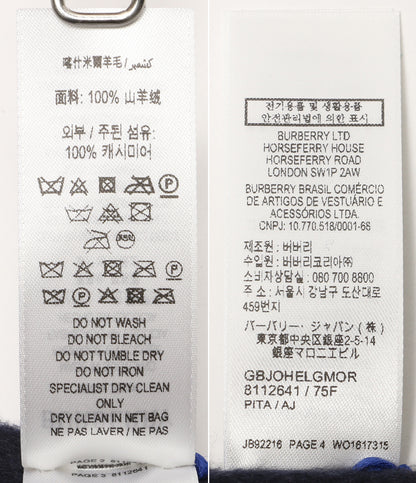 喀什米爾羊毛 / كشمير
面料: 100% 山羊绒
외부 / 주된 섬유:
100% 캐시미어
DO NOT WASH
DO NOT BLEACH
DO NOT TUMBLE DRY
DO NOT IRON
SPECIALIST DRY CLEAN
ONLY
DRY CLEAN IN NET BAG
NE PAS LAVER / NE PAS
PAGE 3 8112641
전기용품 및 생활용품
안전관리법에 의한 표시
BURBERRY LTD
HORSEFERRY HOUSE
HORSEFERRY ROAD
LONDON SW1P 2AW
BURBERRY BRASIL COMÉRCIO
DE ARTIGOS DE VESTUÁRIO E
ACESSÓRIOS LTDA.
CNPJ: 10.770.518/0001-66
제조원 : 버버리
수입원 : 버버리코리아㈜
소비자상담실 : 080 700 8800
주 소 : 서울시 강남구 도산대로
459번지
バーバリー・ジャパン (株)
東京都中央区銀座2-5-14
銀座マロニエビル
GBJOHELGMOR
8112641 / 75F
PITA / AJ
JB92216 PAGE 4 WO1617315